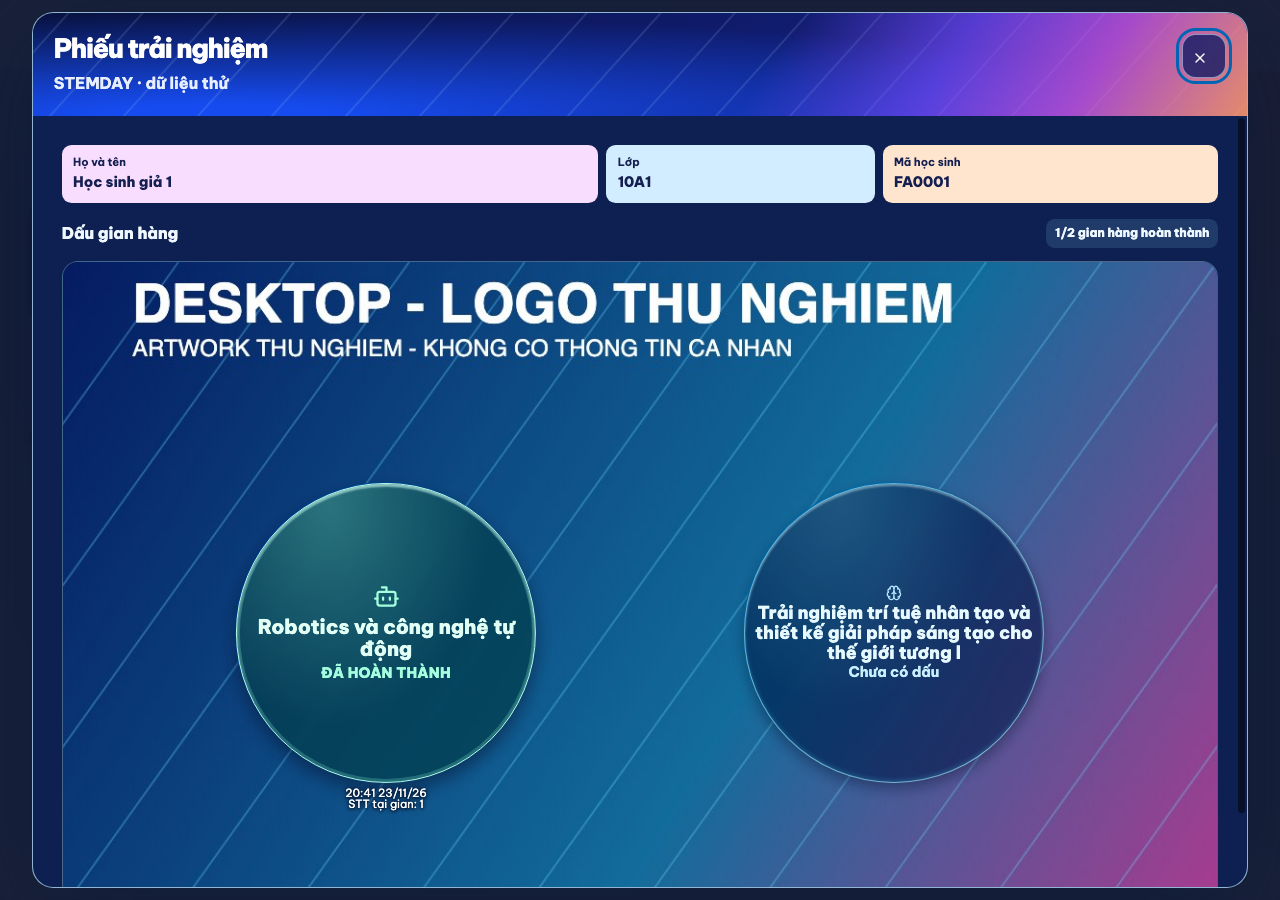 Phiếu trải nghiệm
STEMDAY · dữ liệu thử
×
Họ và tên
Học sinh giả 1
Lớp
10A1
Mã học sinh
FA0001
Dấu gian hàng
1/2 gian hàng hoàn thành
DESKTOP - LOGO THU NGHIEM
ARTWORK THU NGHIEM - KHONG CO THONG TIN CA NHAN
Robotics và công nghệ tự
động
ĐÃ HOÀN THÀNH
20:41 23/11/26
STT tại gian: 1
Trải nghiệm trí tuệ nhân tạo và
thiết kế giải pháp sáng tạo cho
thế giới tương l
Chưa có dấu